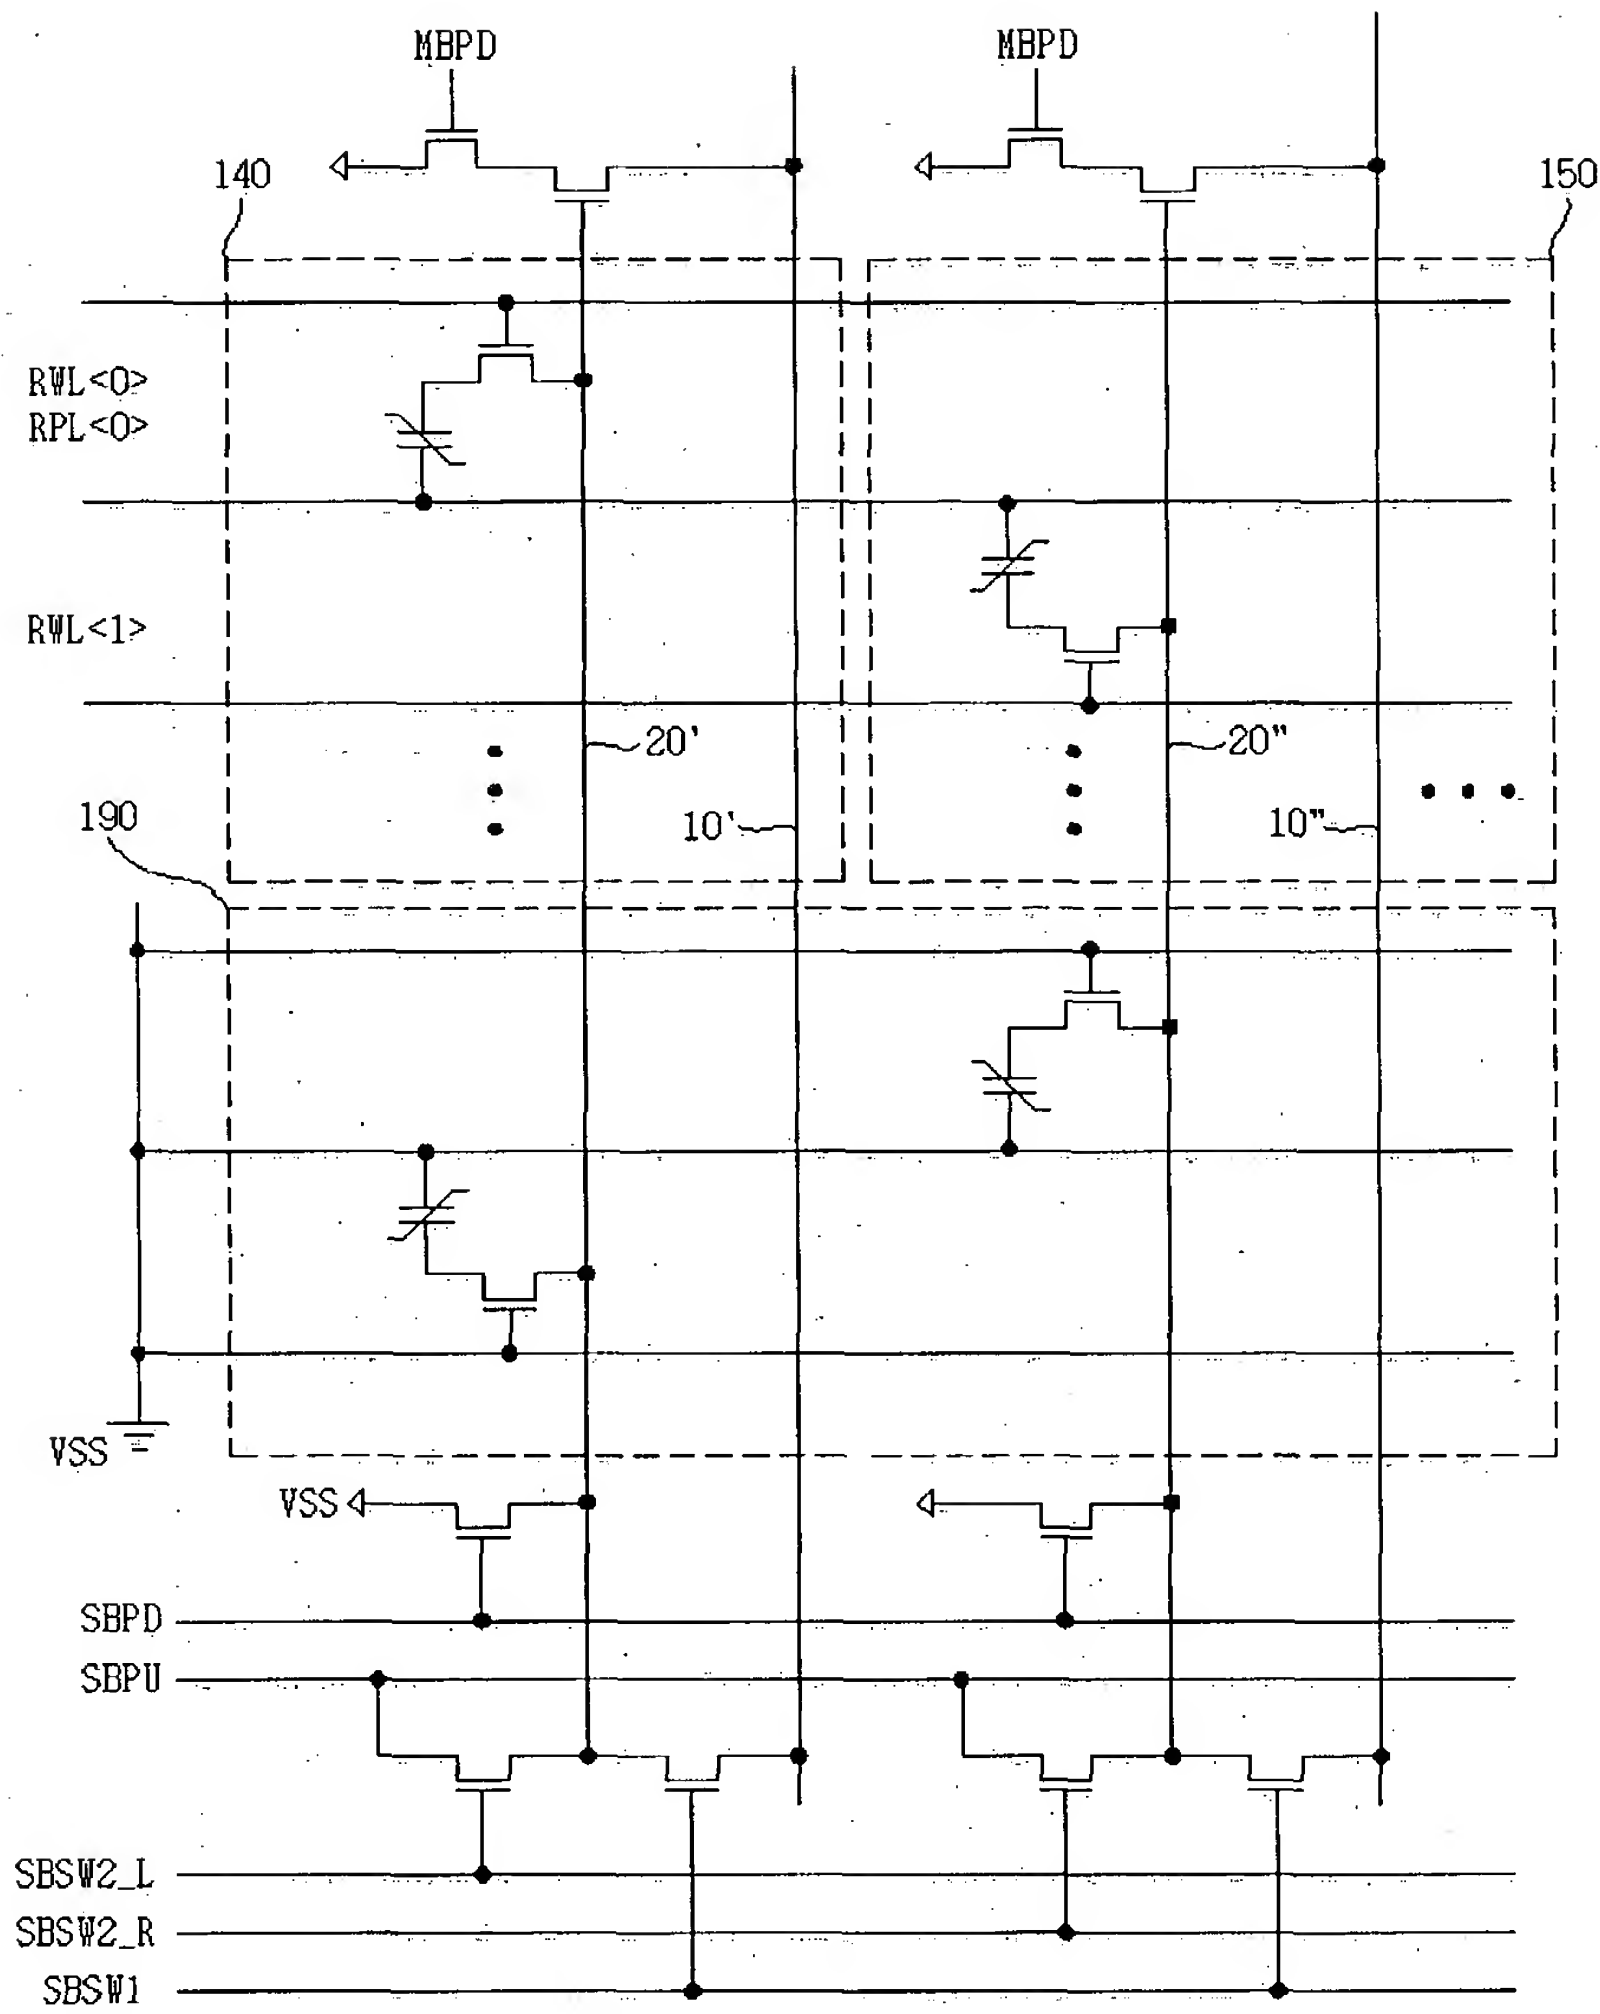 MBPD MBPD
140 150
RWL<0>
RPL<0>
RWL<1>
20' 20"
190 10' 10"
VSS
VSS
SBPD
SBPU
SBSW2_L
SBSW2_R
SBSW1